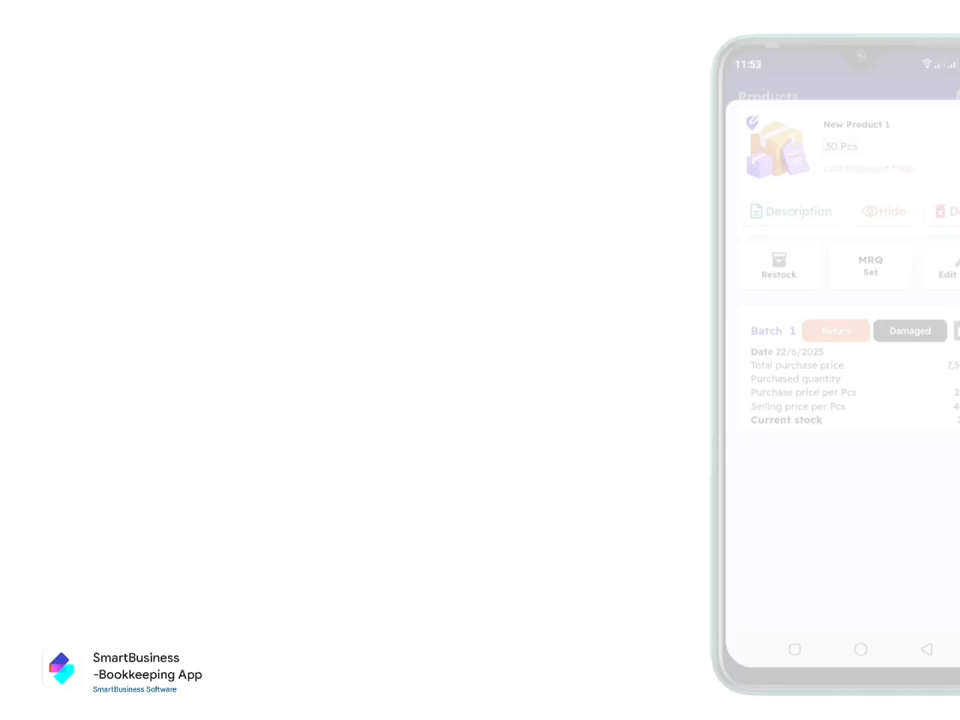 11:53
Products
New Product 1
30 Pcs
Description
Hide
Restock
MRQ
Set
Edit
Batch 1
Return
Damaged
Date 22/6/2025
Total purchase price
Purchased quantity
Purchase price per Pcs
Selling price per Pcs
Current stock
SmartBusiness
-Bookkeeping App
SmartBusiness Software